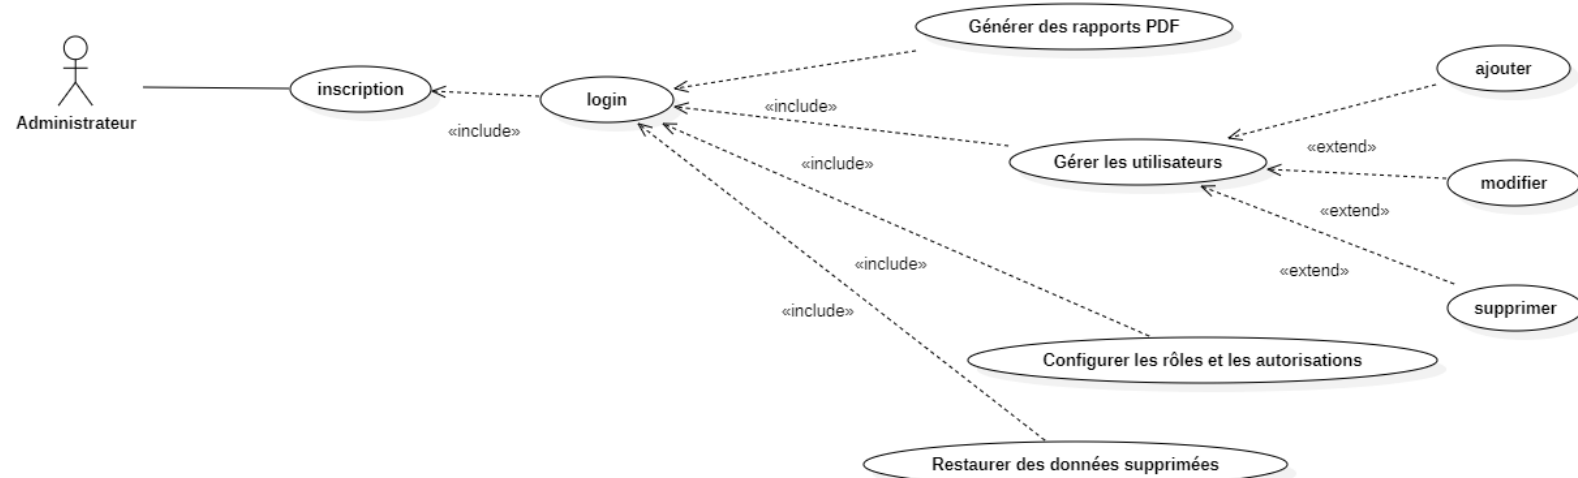 Générer des rapports PDF
ajouter
inscription
login
«include»
Administrateur
«include»
«extend»
Gérer les utilisateurs
«include»
modifier
«extend»
«include»
«extend»
«include»
supprimer
Configurer les rôles et les autorisations
Restaurer des données supprimées